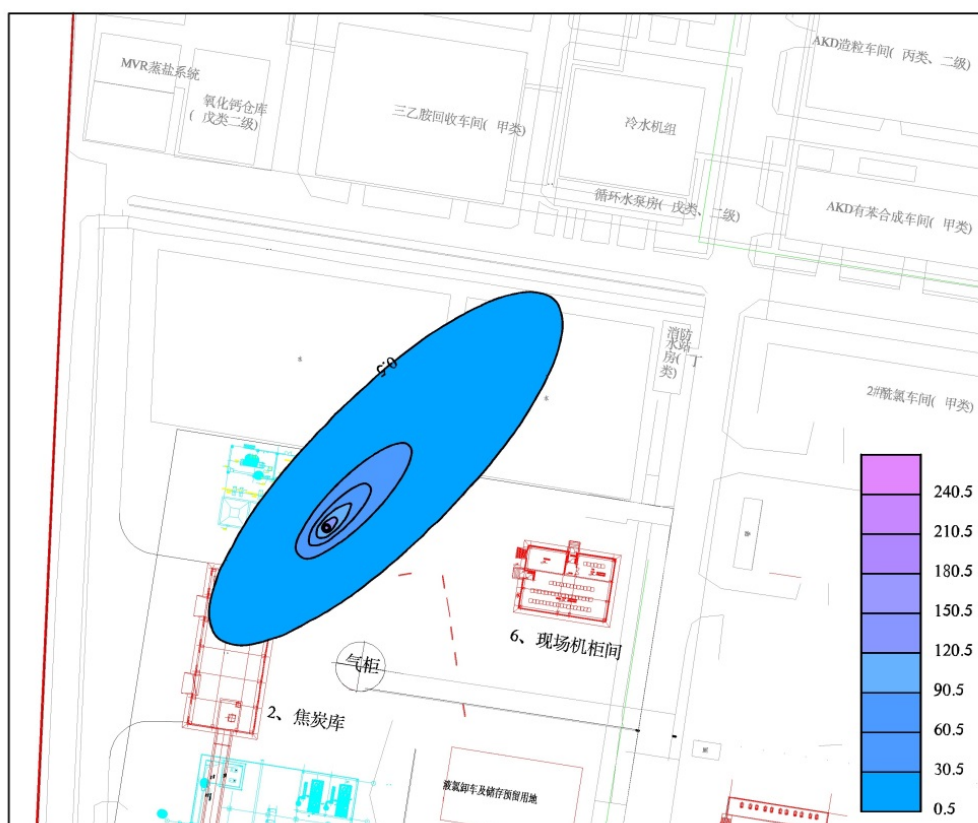 AKD造粒车间( 丙类、二级)
MVR蒸盐系统
氧化钙仓库
( 戊类二级)
三乙胺回收车间( 甲类)
冷水机组
循环水泵房( 戊类、二级)
AKD有苯合成车间( 甲类)
消防
水站
房( 丁
类)
0.5
2#酰氯车间( 甲类)
240.5
210.5
180.5
150.5
120.5
90.5
60.5
30.5
0.5
6、现场机柜间
气柜
2、焦炭库
液氯卸车及储存预留用地